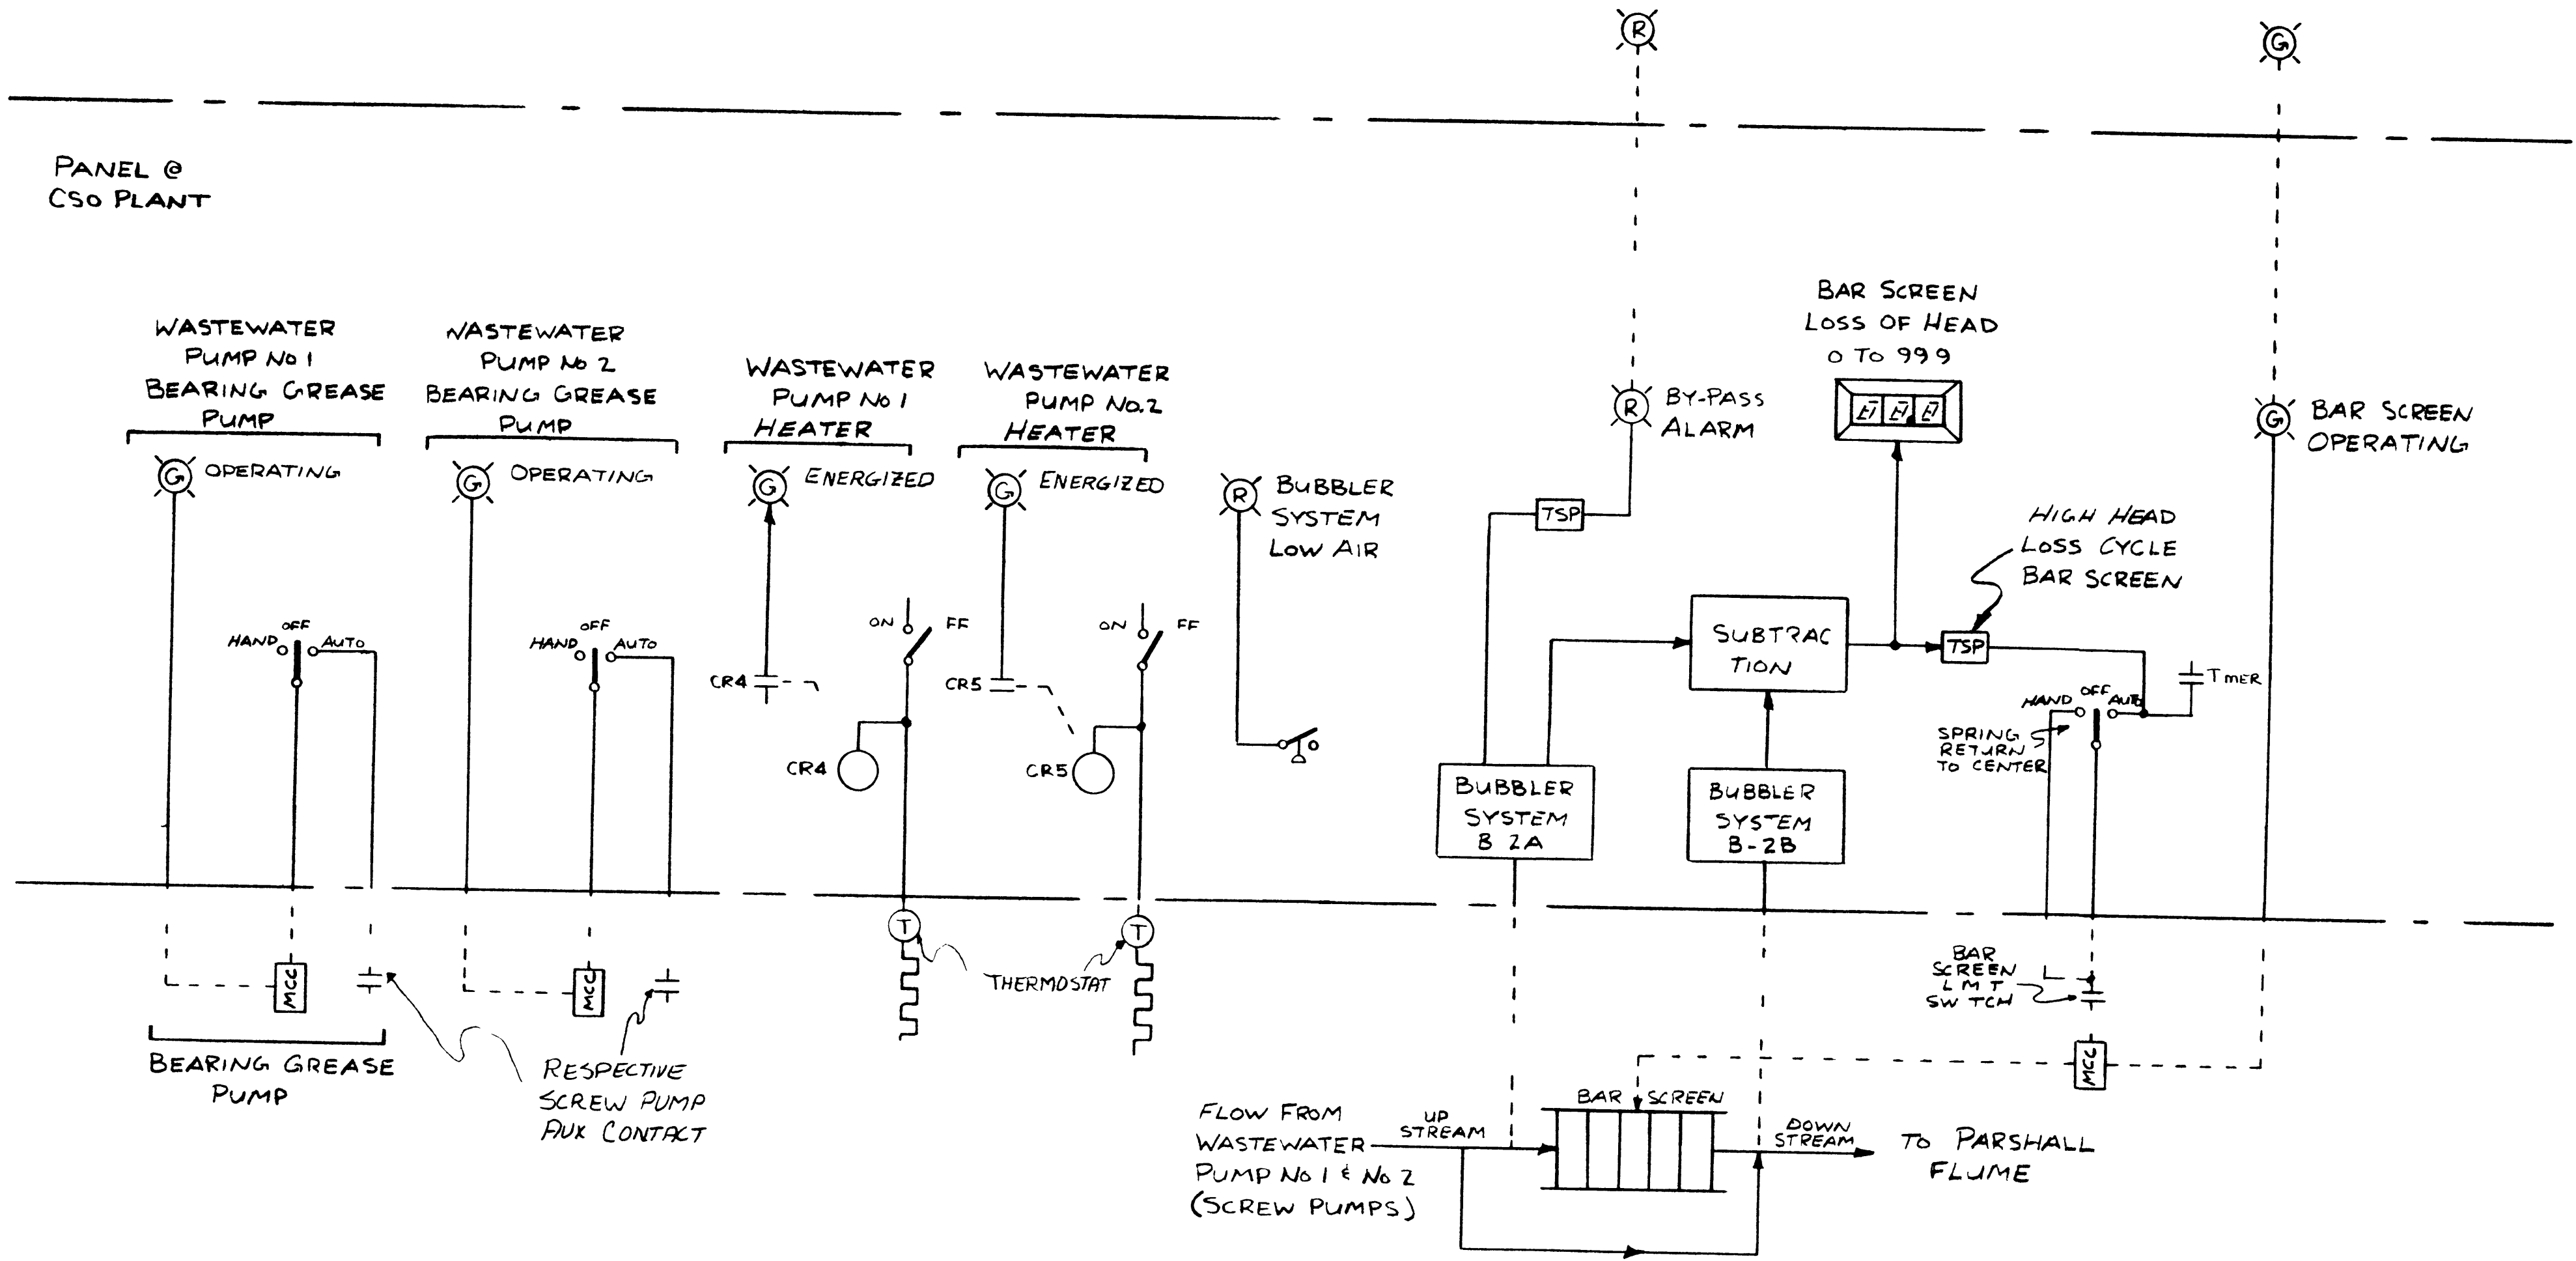 R
G
PANEL @
CSO PLANT
WASTEWATER
PUMP No 1
BEARING GREASE
PUMP
G OPERATING
HAND OFF AUTO
MCC
BEARING GREASE
PUMP
NASTEWATER
PUMP No 2
BEARING GREASE
PUMP
G OPERATING
HAND OFF AUTO
MCC
RESPECTIVE
SCREW PUMP
AUX CONTACT
WASTEWATER
PUMP No 1
HEATER
G ENERGIZED
ON FF
CR4
CR4
T
WASTEWATER
PUMP No.2
HEATER
G ENERGIZED
ON FF
CR5
CR5
T
THERMOSTAT
R BUBBLER
SYSTEM
LOW AIR
R BY-PASS
ALARM
TSP
BAR SCREEN
LOSS OF HEAD
0 TO 999
G BAR SCREEN
OPERATING
HIGH HEAD
LOSS CYCLE
BAR SCREEN
SUBTRAC
TION
TSP
TMER
HAND OFF AUTO
SPRING
RETURN
TO CENTER
BUBBLER
SYSTEM
B 2A
BUBBLER
SYSTEM
B-2B
BAR
SCREEN
LMT
SWTCH
MCC
FLOW FROM
WASTEWATER
PUMP No 1 & No 2
(SCREW PUMPS)
UP
STREAM
BAR SCREEN
DOWN
STREAM
TO PARSHALL
FLUME